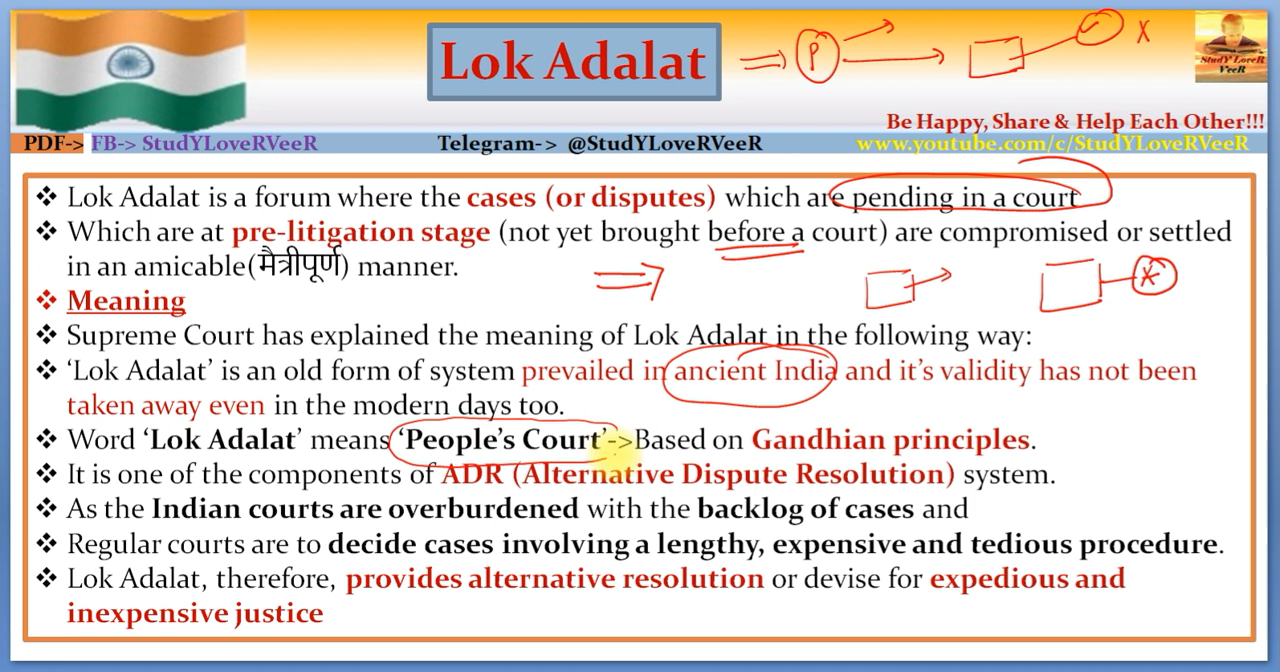 Lok Adalat
P
x
StudY LoveR
VeeR
Be Happy, Share & Help Each Other!!!
PDF-> FB-> StudYLoveRVeeR Telegram-> @StudYLoveRVeeR www.youtube.com/c/StudYLoveRVeeR
❖ Lok Adalat is a forum where the cases (or disputes) which are pending in a court
❖ Which are at pre-litigation stage (not yet brought before a court) are compromised or settled
in an amicable(मैत्रीपूर्ण) manner.
❖ Meaning
❖ Supreme Court has explained the meaning of Lok Adalat in the following way:
❖ ‘Lok Adalat’ is an old form of system prevailed in ancient India and it’s validity has not been
taken away even in the modern days too.
❖ Word ‘Lok Adalat’ means ‘People’s Court’->Based on Gandhian principles.
❖ It is one of the components of ADR (Alternative Dispute Resolution) system.
❖ As the Indian courts are overburdened with the backlog of cases and
❖ Regular courts are to decide cases involving a lengthy, expensive and tedious procedure.
❖ Lok Adalat, therefore, provides alternative resolution or devise for expedious and
inexpensive justice